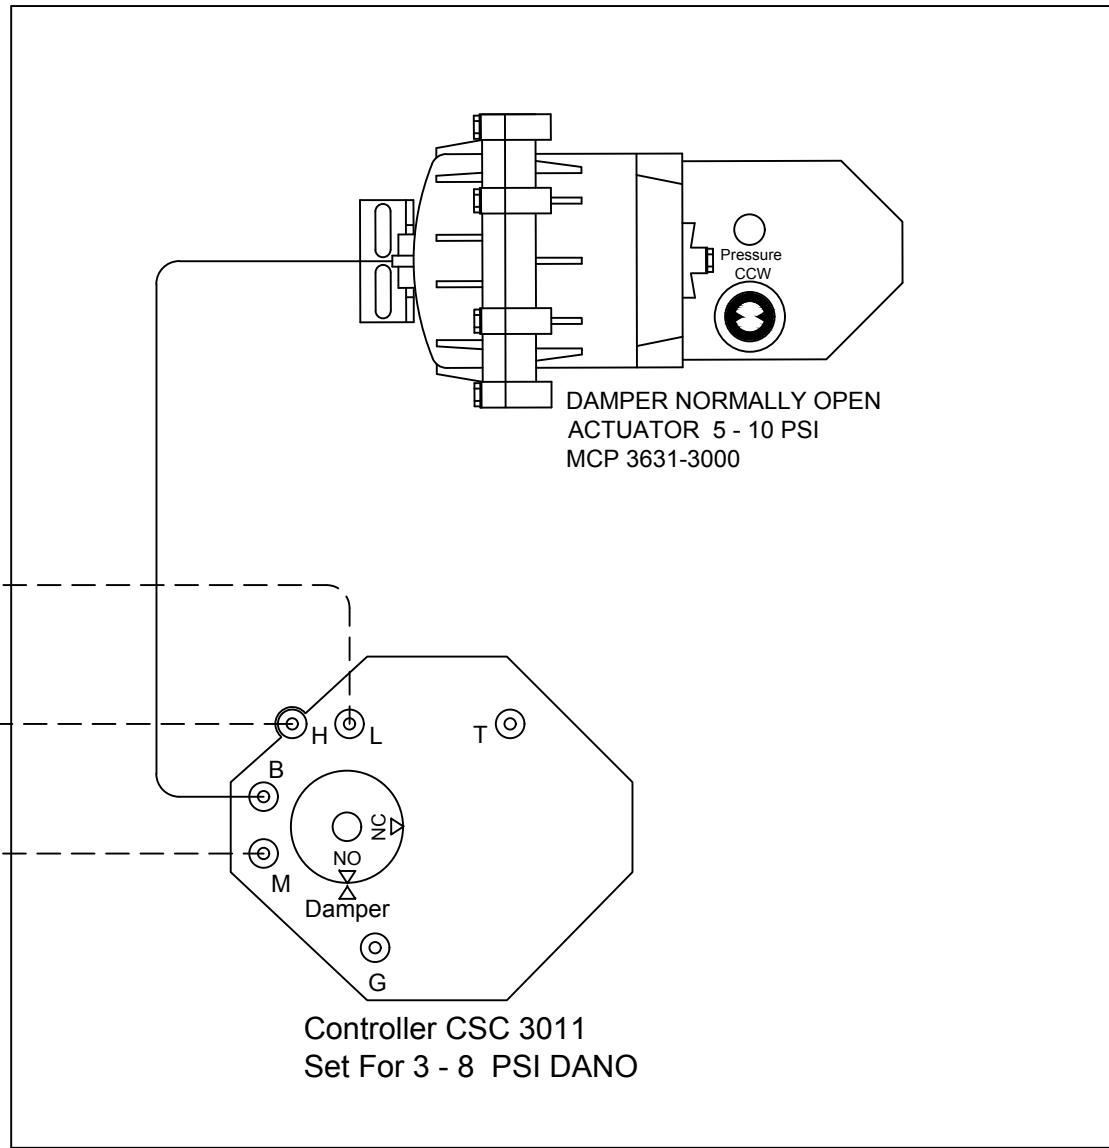 Pressure
CCW
DAMPER NORMALLY OPEN
ACTUATOR 5 - 10 PSI
MCP 3631-3000
H
L
T
B
NC
NO
M
Damper
G
Controller CSC 3011
Set For 3 - 8 PSI DANO